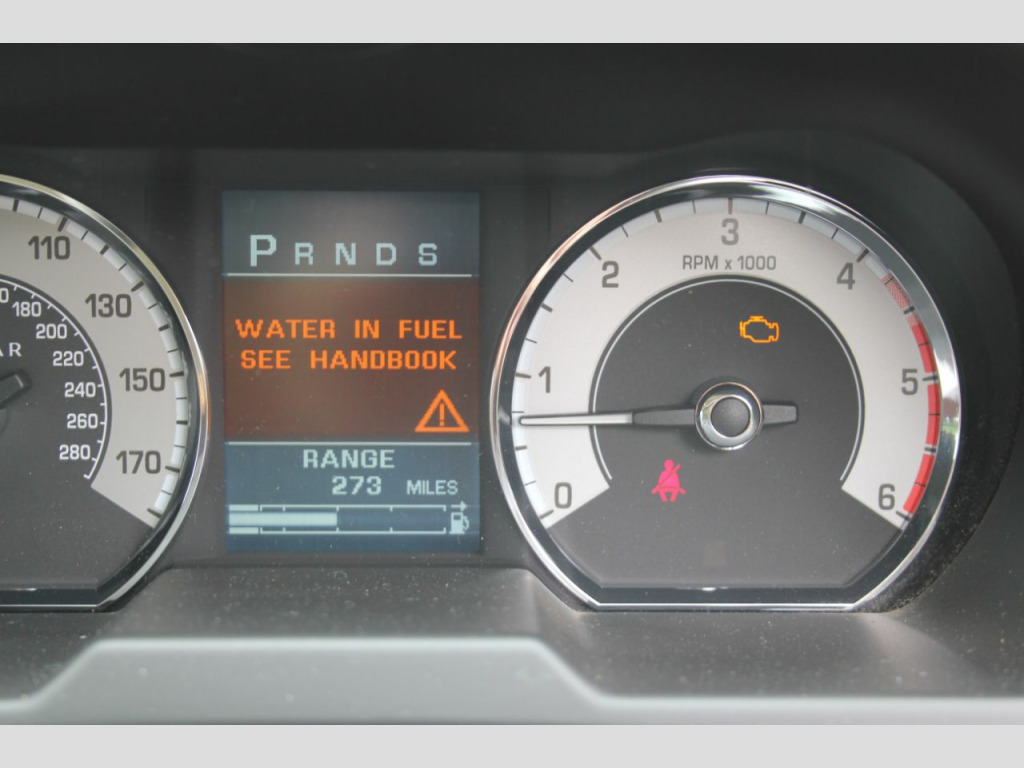 P R N D S
WATER IN FUEL
SEE HANDBOOK
RANGE
273 MILES
110
130
150
170
180
200
220
240
260
280
0
1
2
3
4
5
6
RPM x 1000